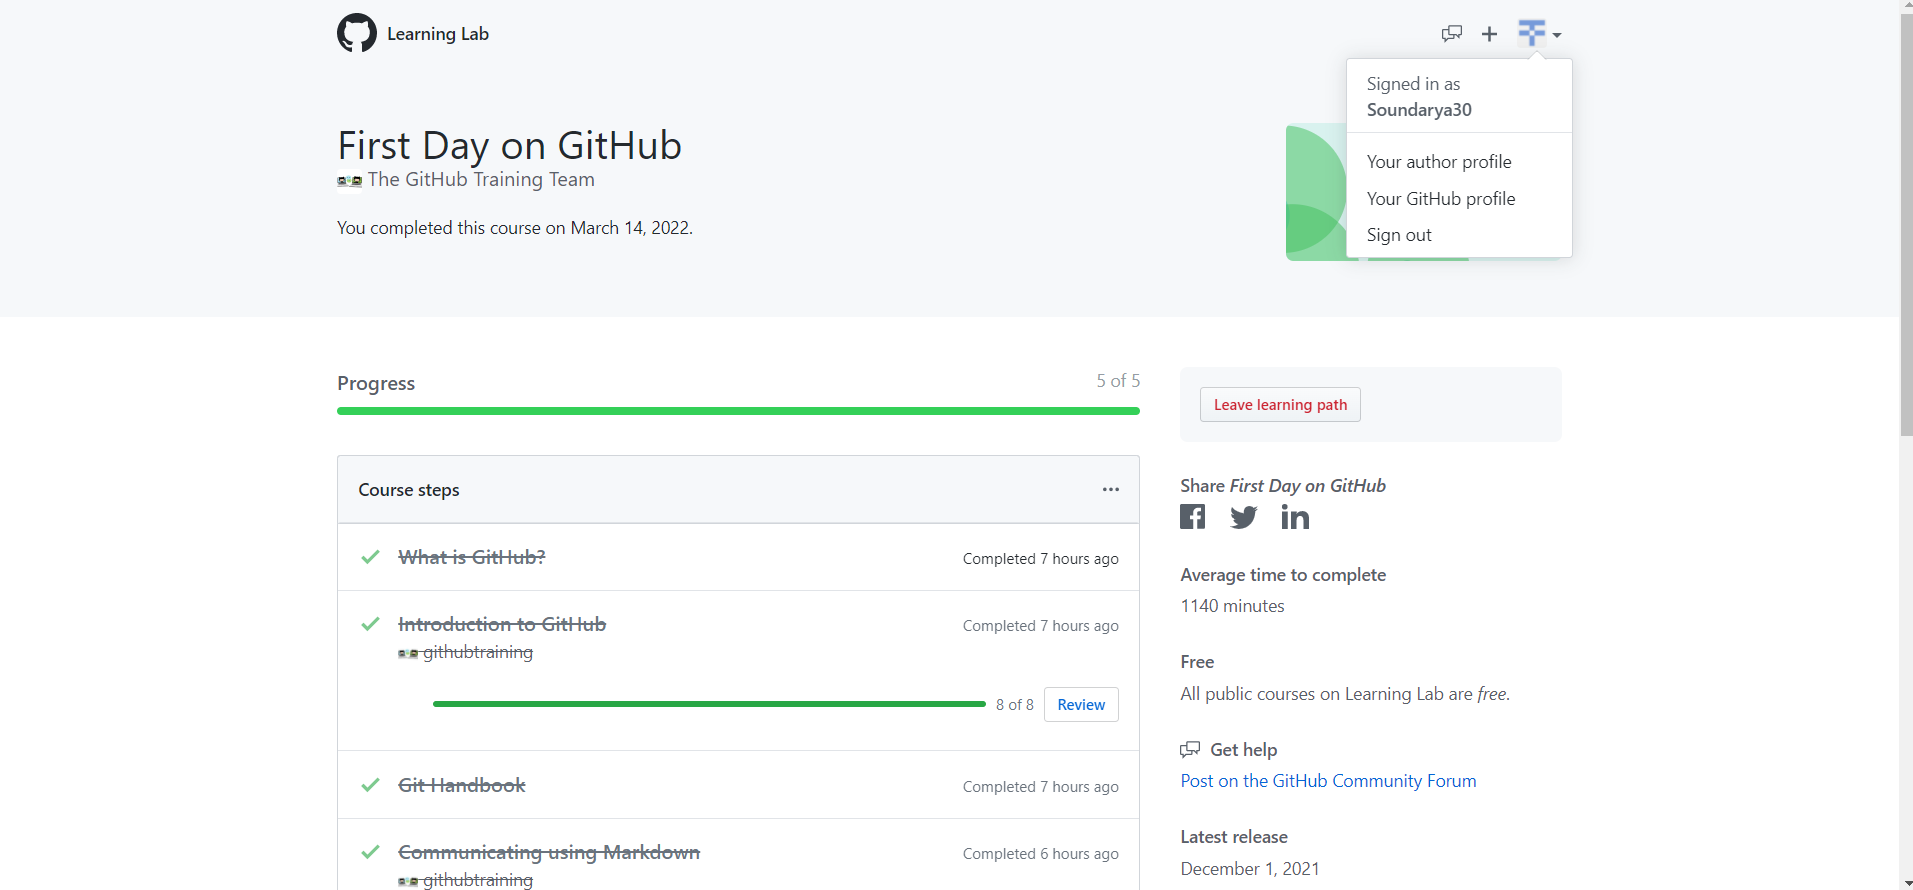 Learning Lab
Signed in as
Soundarya30
Your author profile
Your GitHub profile
Sign out
First Day on GitHub
The GitHub Training Team
You completed this course on March 14, 2022.
Progress
5 of 5
Course steps
What is GitHub?
Completed 7 hours ago
Introduction to GitHub
Completed 7 hours ago
githubtraining
8 of 8
Review
Git Handbook
Completed 7 hours ago
Communicating using Markdown
Completed 6 hours ago
githubtraining
Leave learning path
Share First Day on GitHub
Average time to complete
1140 minutes
Free
All public courses on Learning Lab are free.
Get help
Post on the GitHub Community Forum
Latest release
December 1, 2021